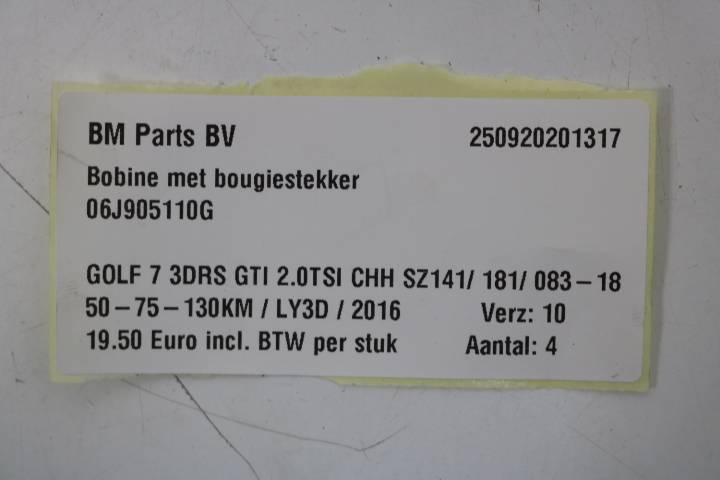 BM Parts BV 250920201317
Bobine met bougiestekker
06J905110G
GOLF 7 3DRS GTI 2.0TSI CHH SZ141/ 181/ 083-18
50-75-130KM / LY3D / 2016 Verz: 10
19.50 Euro incl. BTW per stuk Aantal: 4